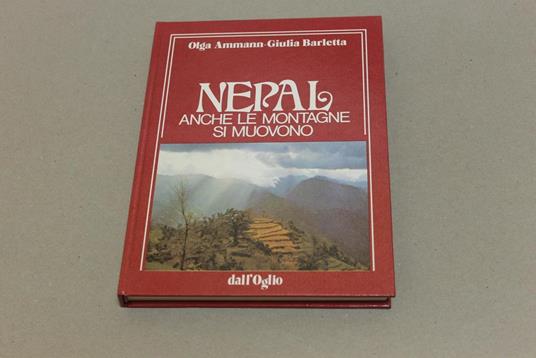 Olga Ammann-Giulia Barletta
NEPAL
ANCHE LE MONTAGNE
SI MUOVONO
dall'Oglio